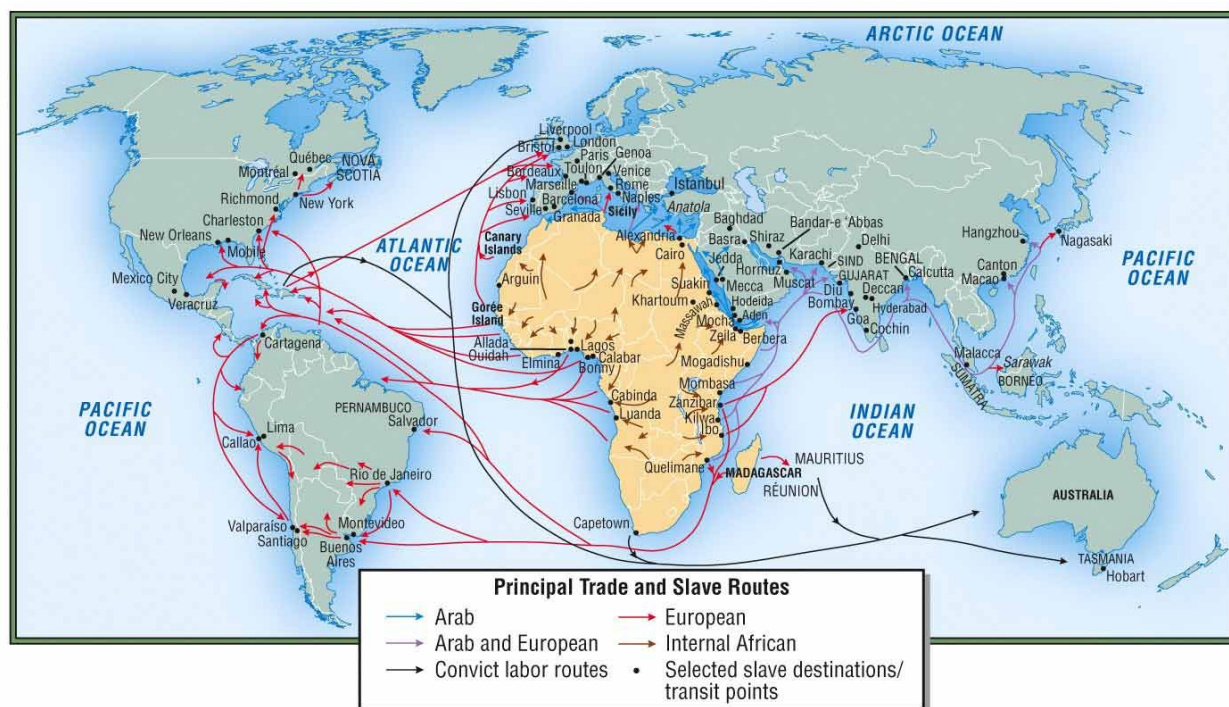 ARCTIC OCEAN
PACIFIC
OCEAN
ATLANTIC
OCEAN
PACIFIC
OCEAN
INDIAN
OCEAN
Montréal
Québec
NOVA
SCOTIA
New York
Richmond
Charleston
New Orleans
Mobile
Mexico City
Veracruz
Cartagena
PERNAMBUCO
Salvador
Lima
Callao
Rio de Janeiro
Valparaíso
Santiago
Montevideo
Buenos
Aires
Liverpool
Bristol
London
Paris
Genoa
Bordeaux
Toulon
Venice
Marseille
Rome
Lisbon
Barcelona
Naples
Seville
Granada
Sicily
Istanbul
Anatola
Canary
Islands
Alexandria
Cairo
Arguin
Gorée
Island
Allada
Ouidah
Lagos
Elmina
Calabar
Bonny
Cabinda
Luanda
Khartoum
Suakin
Massawah
Jedda
Mecca
Hodeida
Mocha
Aden
Zeila
Berbera
Mogadishu
Mombasa
Zanzibar
Kilwa
Ibo
Quelimane
MADAGASCAR
MAURITIUS
RÉUNION
Capetown
Baghdad
Basra
Shiraz
Bandar-e ‘Abbas
Hormuz
Muscat
Karachi
SIND
Delhi
GUJARAT
BENGAL
Calcutta
Diu
Deccan
Bombay
Hyderabad
Goa
Cochin
Hangzhou
Nagasaki
Canton
Macao
Malacca
SUMATRA
Sarawak
BORNEO
AUSTRALIA
TASMANIA
Hobart
Principal Trade and Slave Routes
Arab
European
Arab and European
Internal African
Convict labor routes
Selected slave destinations/
transit points